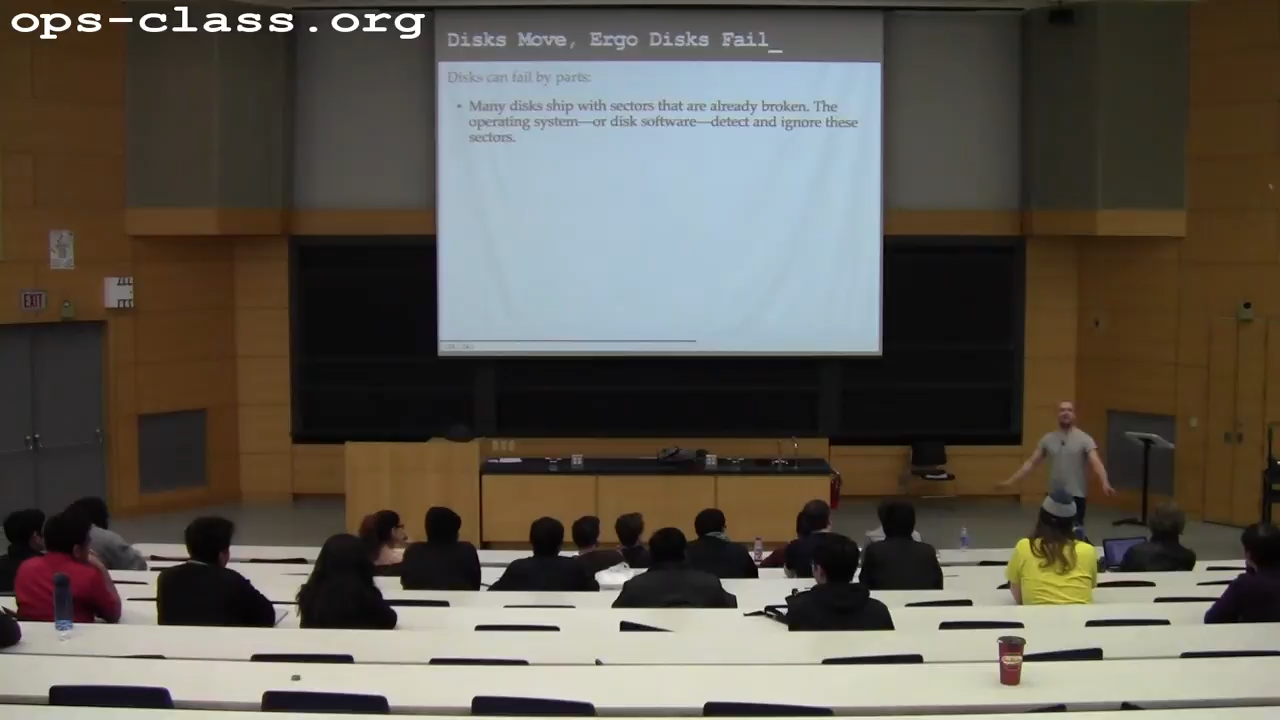 ops-class.org
Disks Move, Ergo Disks Fail_
Disks can fail by parts:
• Many disks ship with sectors that are already broken. The
operating system—or disk software—detect and ignore these
sectors.
EXIT